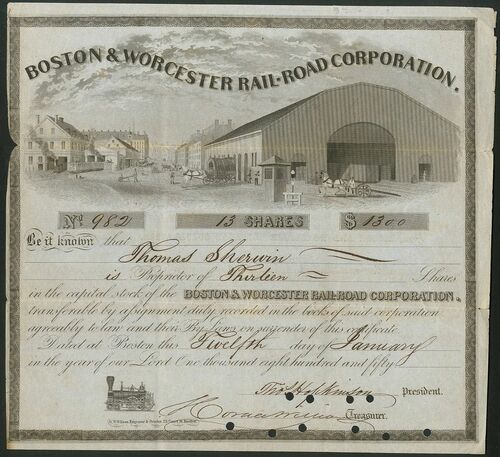 BOSTON & WORCESTER RAIL-ROAD CORPORATION.
No 982 13 SHARES $ 1300
Be it known that
Thomas Sherwin
is Proprietor of Thirteen Shares
in the capital stock of the BOSTON & WORCESTER RAIL-ROAD CORPORATION.
transferable by assignment duly recorded in the books of said corporation
agreeably to law and their By Laws on surrender of this certificate
Dated at Boston this Twelfth day of January
in the year of our Lord One thousand eight hundred and fifty
Thos Hopkinson President.
Treasurer.